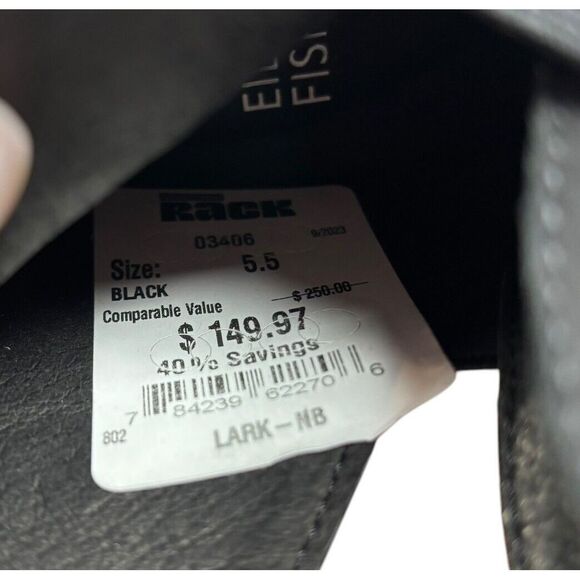 EI
FIS
Rack
03406 9/2023
Size: 5.5
BLACK
Comparable Value $ 250.00
$ 149.97
40% Savings
7 84239 62270 6
802
LARK-NB